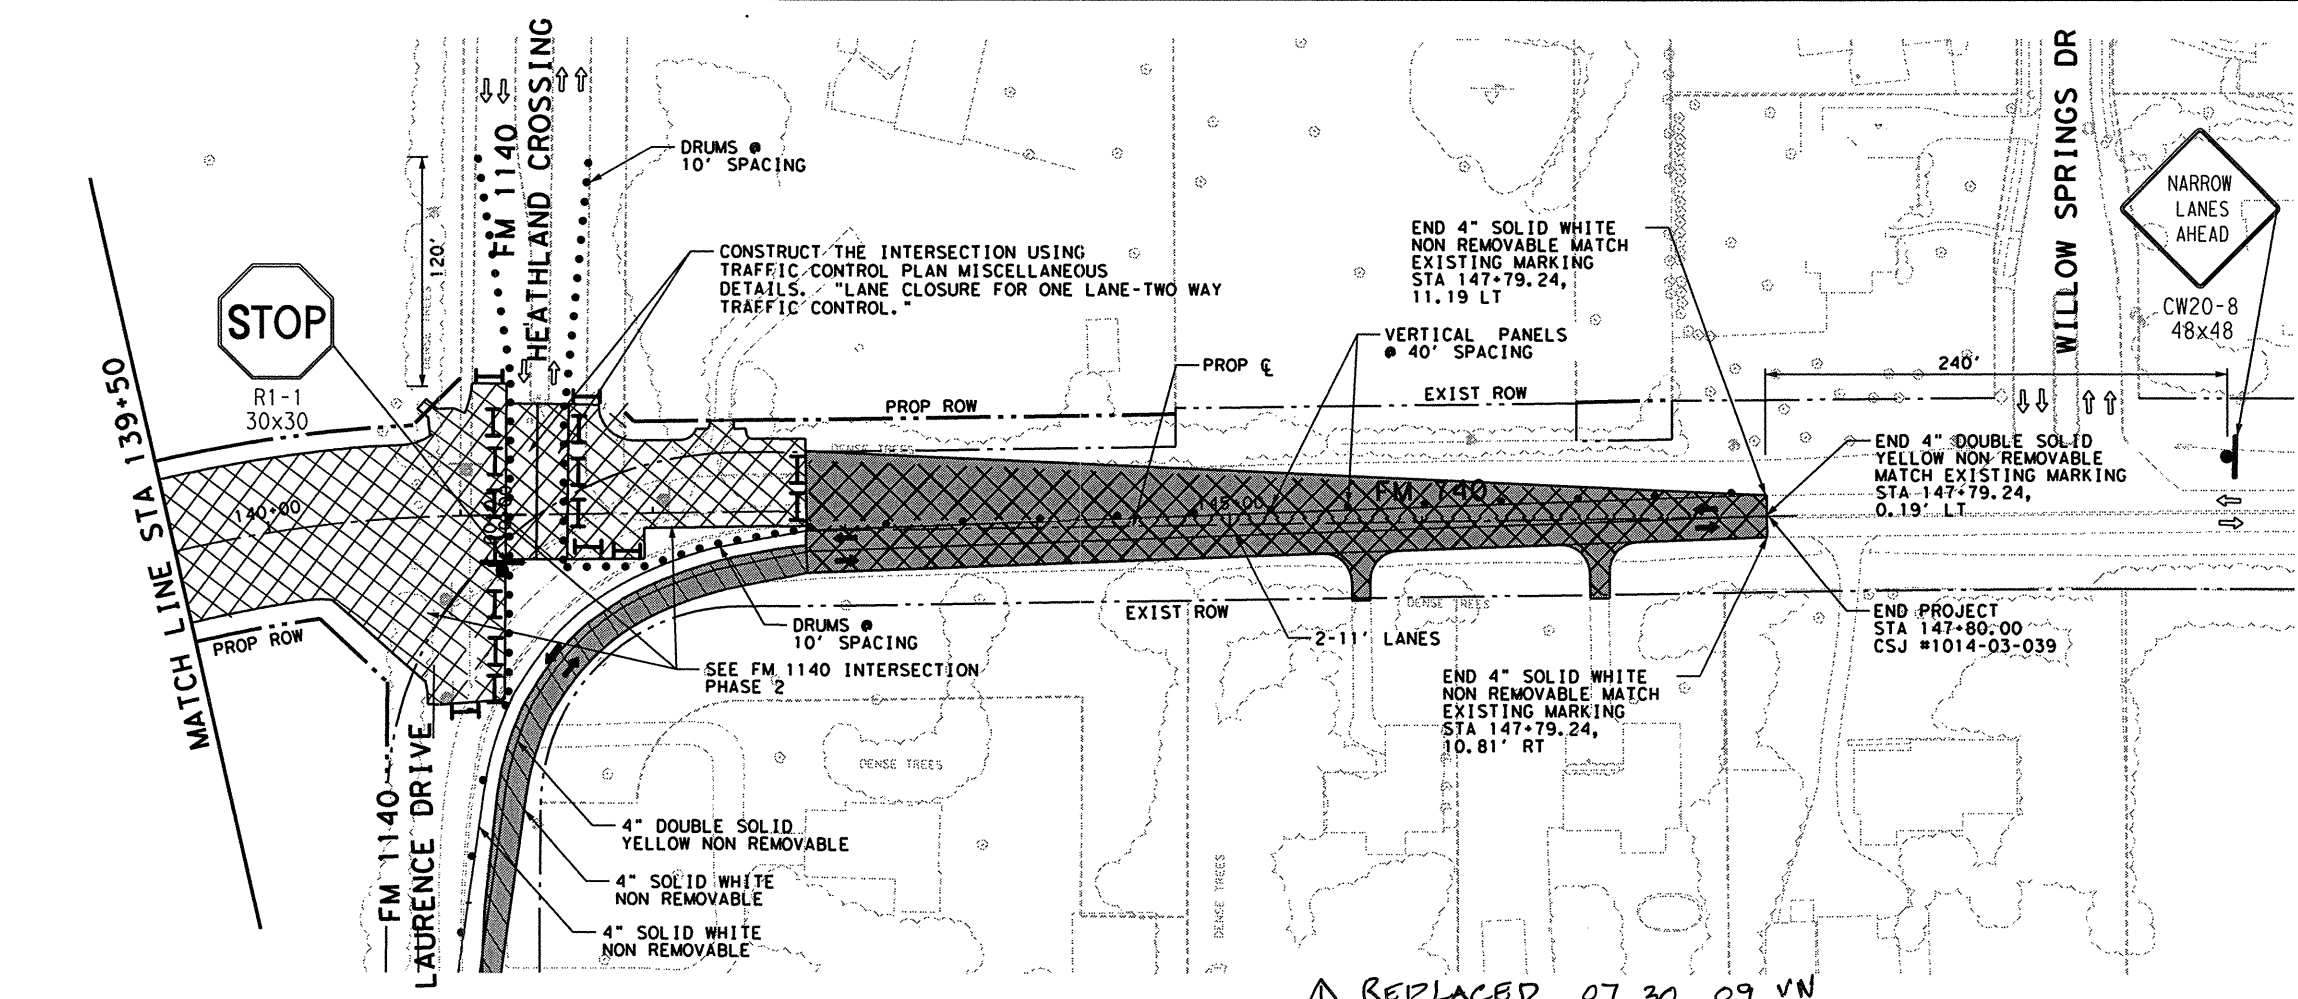 FM 1140
HEATHLAND CROSSING
WILLOW SPRINGS DR
DRUMS @
10' SPACING
120'
DENSE TREES
NARROW
LANES
AHEAD
CW20-8
48x48
STOP
R1-1
30x30
CONSTRUCT THE INTERSECTION USING
TRAFFIC CONTROL PLAN MISCELLANEOUS
DETAILS. "LANE CLOSURE FOR ONE LANE-TWO WAY
TRAFFIC CONTROL."
END 4" SOLID WHITE
NON REMOVABLE MATCH
EXISTING MARKING
STA 147+79.24,
11.19 LT
VERTICAL PANELS
@ 40' SPACING
PROP ℄
240'
PROP ROW
EXIST ROW
DENSE TREES
END 4" DOUBLE SOLID
YELLOW NON REMOVABLE
MATCH EXISTING MARKING
STA 147+79.24,
0.19' LT
MATCH LINE STA 139+50
140+00
145+00
FM 1140
PROP ROW
EXIST ROW
DENSE TREES
DRUMS @
10' SPACING
2-11' LANES
END PROJECT
STA 147+80.00
CSJ #1014-03-039
SEE FM 1140 INTERSECTION
PHASE 2
END 4" SOLID WHITE
NON REMOVABLE MATCH
EXISTING MARKING
STA 147+79.24,
10.81' RT
FM 1140
LAURENCE DRIVE
DENSE TREES
4" DOUBLE SOLID
YELLOW NON REMOVABLE
4" SOLID WHITE
NON REMOVABLE
4" SOLID WHITE
NON REMOVABLE
DENSE TREES
REPLACED 07 30 09 VN